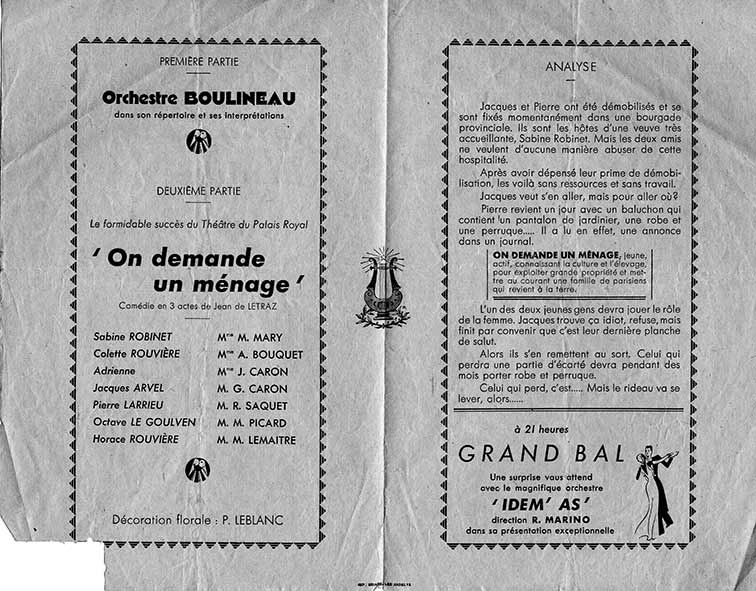 PREMIÈRE PARTIE
Orchestre BOULINEAU
dans son répertoire et ses interprétations
DEUXIÈME PARTIE
Le formidable succès du Théâtre du Palais Royal
‘ On demande
un ménage ’
Comédie en 3 actes de Jean de LETRAZ
Sabine ROBINET Mme M. MARY
Colette ROUVIÈRE Mme A. BOUQUET
Adrienne Mme J. CARON
Jacques ARVEL M. G. CARON
Pierre LARRIEU M. R. SAQUET
Octave LE GOULVEN M. M. PICARD
Horace ROUVIÈRE M. M. LEMAITRE
Décoration florale : P. LEBLANC
ANALYSE
Jacques et Pierre ont été démobilisés et se
sont fixés momentanément dans une bourgade
provinciale. Ils sont les hôtes d'une veuve très
accueillante, Sabine Robinet. Mais les deux amis
ne veulent d'aucune manière abuser de cette
hospitalité.
Après avoir dépensé leur prime de démobi-
lisation, les voilà sans ressources et sans travail.
Jacques veut s'en aller, mais pour aller où?
Pierre revient un jour avec un baluchon qui
contient un pantalon de jardinier, une robe et
une perruque..... Il a lu en effet, une annonce
dans un journal.
ON DEMANDE UN MÉNAGE, jeune,
actif, connaissant la culture et l'élevage,
pour exploiter grande propriété et met-
tre au courant une famille de parisiens
qui revient à la terre.
L'un des deux jeunes gens devra jouer le rôle
de la femme. Jacques trouve ça idiot, refuse, mais
finit par convenir que c'est leur dernière planche
de salut.
Alors ils s'en remettent au sort. Celui qui
perdra une partie d'écarté devra pendant des
mois porter robe et perruque.
Celui qui perd, c'est..... Mais le rideau va se
lever, alors......
à 21 heures
GRAND BAL
Une surprise vous attend
avec le magnifique orchestre
‘ IDEM' AS ’
direction R. MARINO
dans sa présentation exceptionnelle